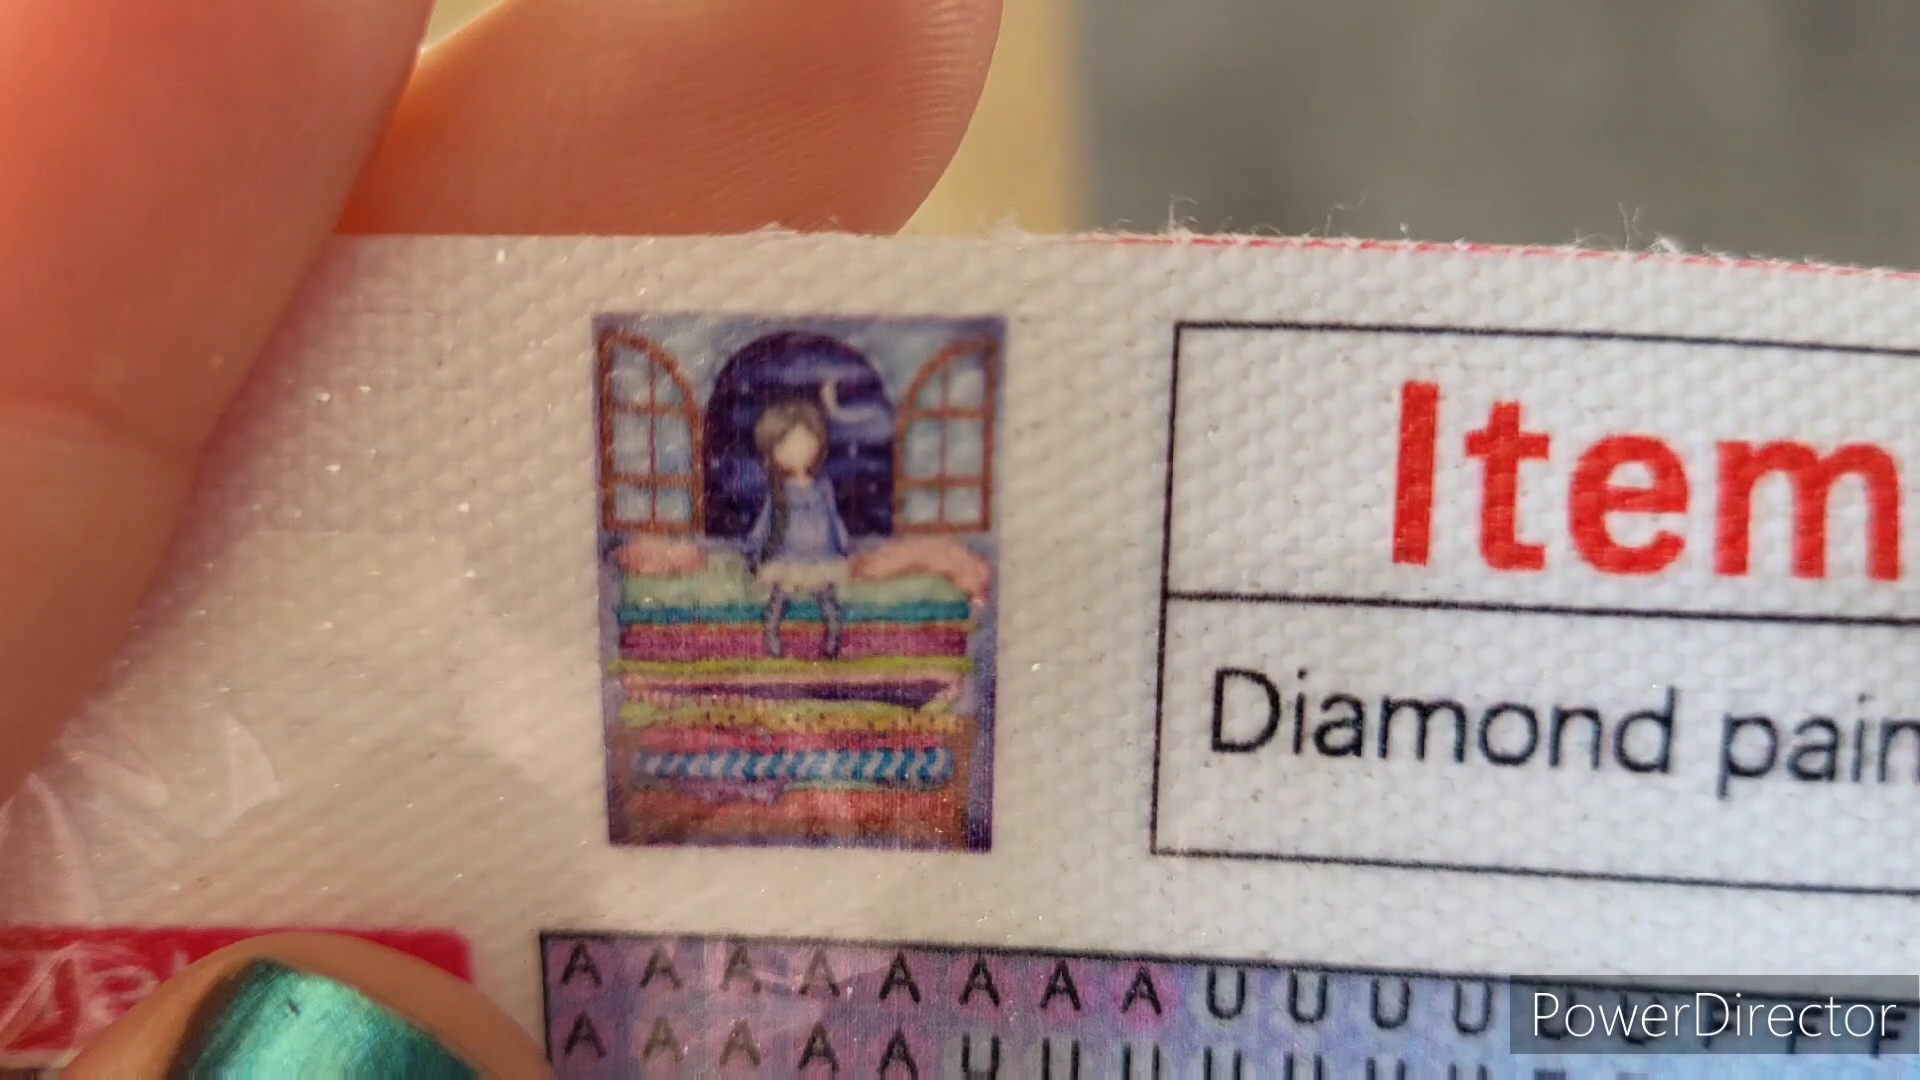 Item
Diamond pain
A A A A A A A A U U U U
A A A A A U U U U U U
PowerDirector